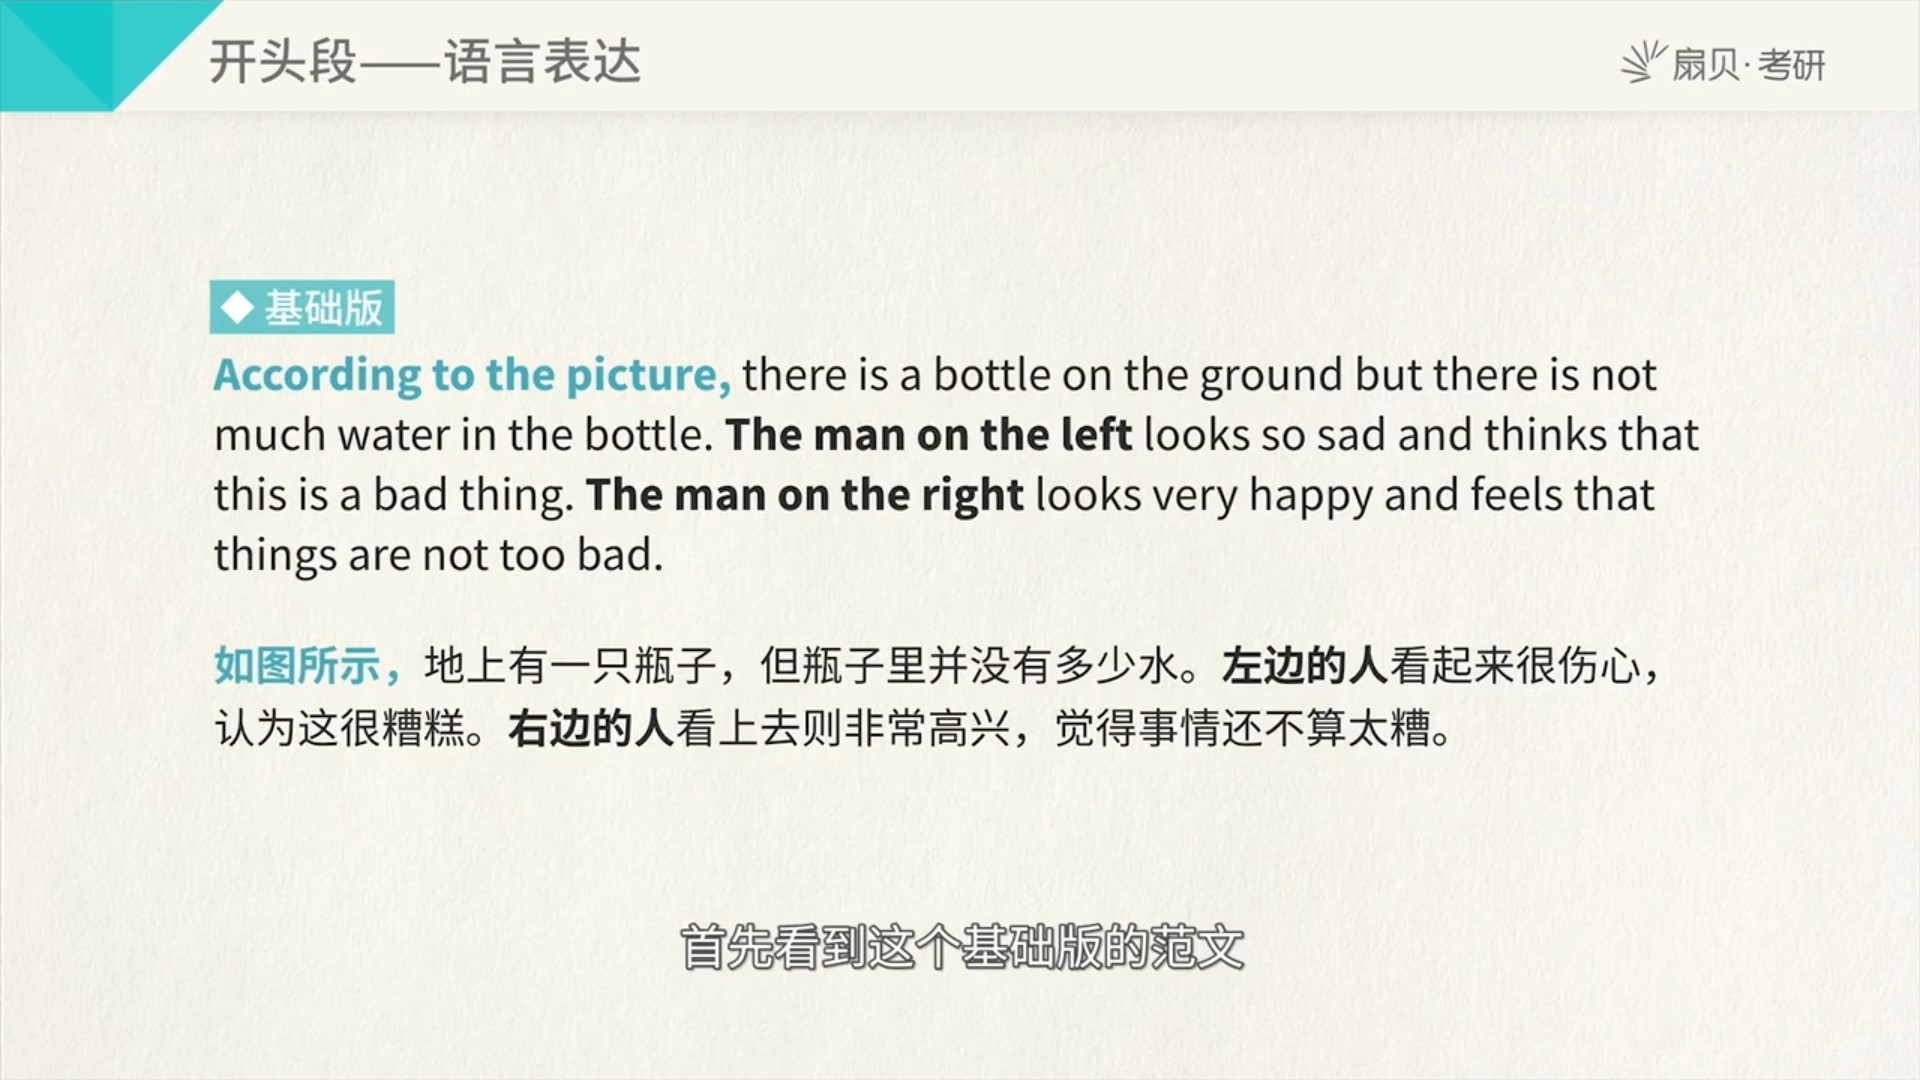 开头段——语言表达
扇贝·考研
◆ 基础版
According to the picture, there is a bottle on the ground but there is not
much water in the bottle. The man on the left looks so sad and thinks that
this is a bad thing. The man on the right looks very happy and feels that
things are not too bad.
如图所示，地上有一只瓶子，但瓶子里并没有多少水。左边的人看起来很伤心，
认为这很糟糕。右边的人看上去则非常高兴，觉得事情还不算太糟。
首先看到这个基础版的范文